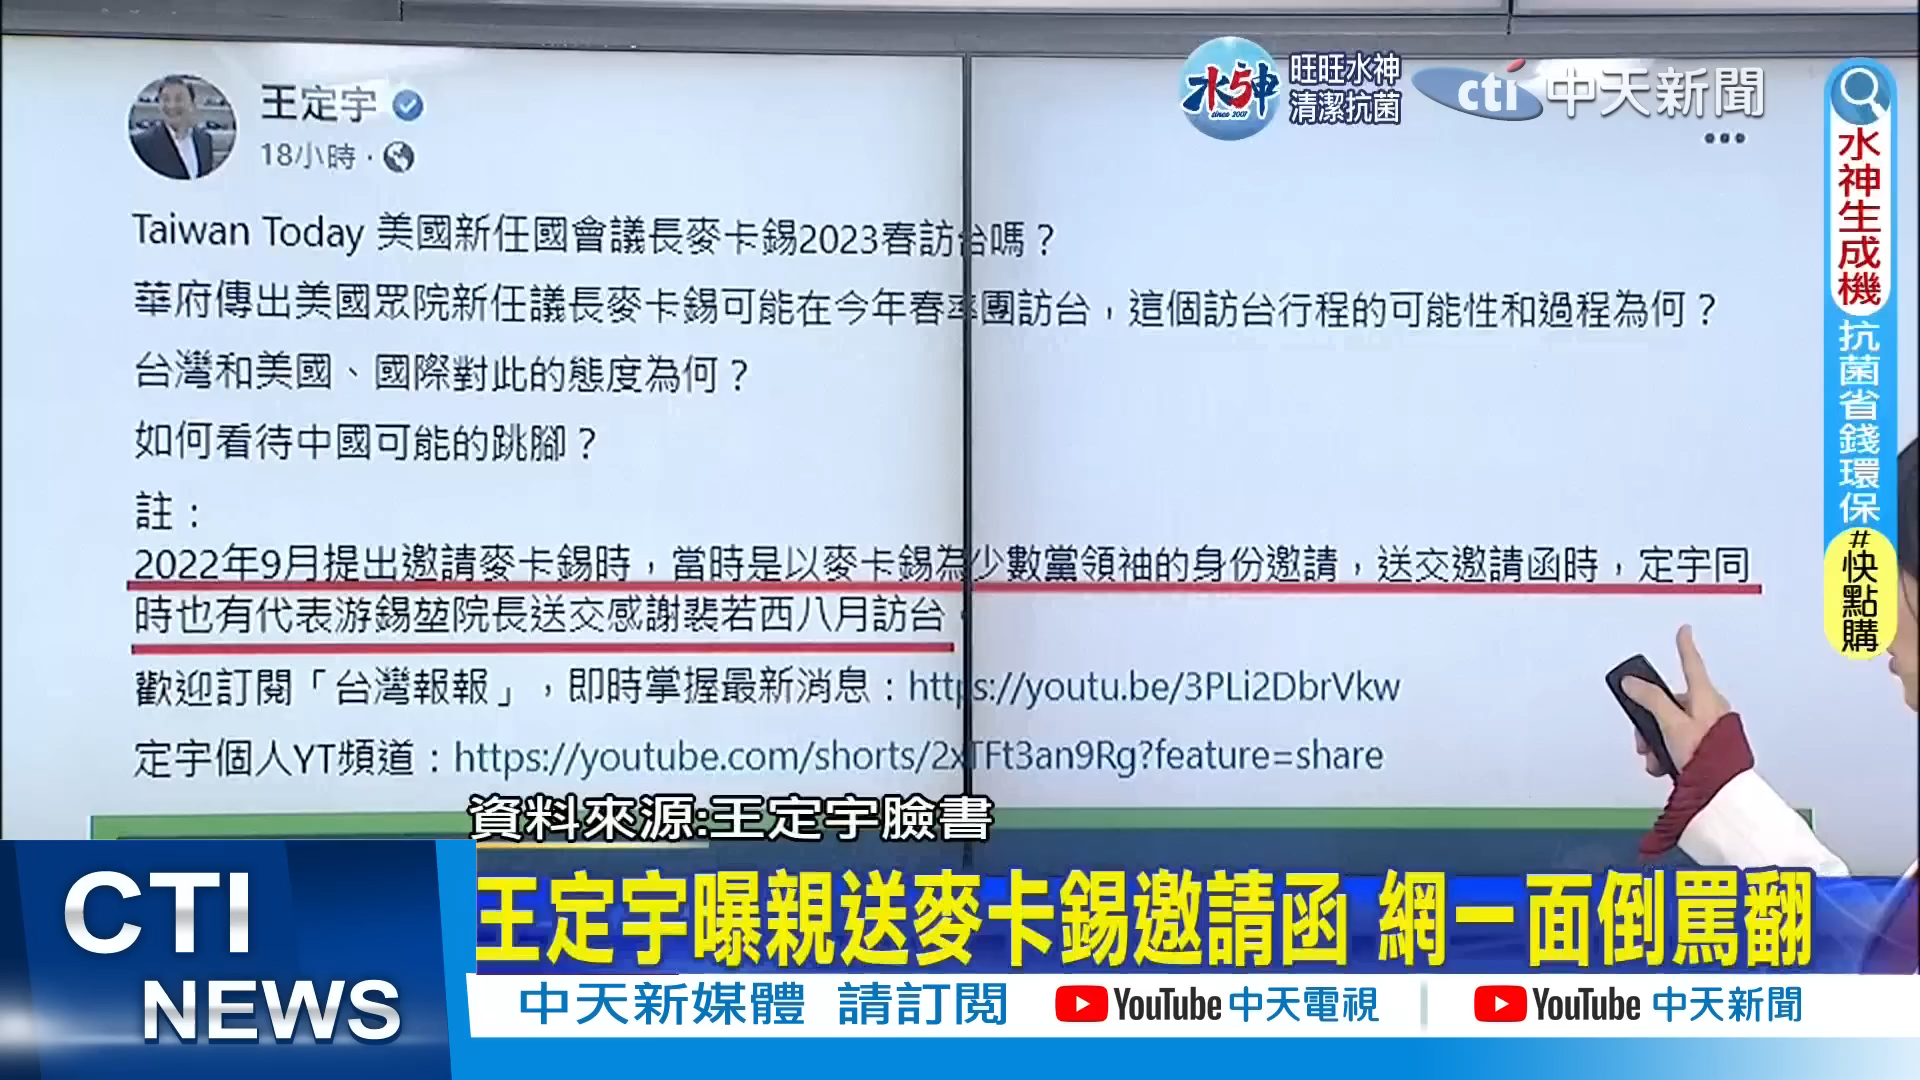 王定宇
18小時·
Taiwan Today 美國新任國會議長麥卡錫2023春訪台嗎？
華府傳出美國眾院新任議長麥卡錫可能在今年春率團訪台，這個訪台行程的可能性和過程為何？
台灣和美國、國際對此的態度為何？
如何看待中國可能的跳腳？
註：
2022年9月提出邀請麥卡錫時，當時是以麥卡錫為少數黨領袖的身份邀請，送交邀請函時，定宇同
時也有代表游錫堃院長送交感謝裴若西八月訪台。
歡迎訂閱「台灣報報」，即時掌握最新消息：https://youtu.be/3PLi2DbrVkw
定宇個人YT頻道：https://youtube.com/shorts/2xTFt3an9Rg?feature=share
水神
since 2007
旺旺水神
清潔抗菌
cti 中天新聞
水神生成機
抗菌省錢環保
#快點購
資料來源:王定宇臉書
CTI
NEWS
王定宇曝親送麥卡錫邀請函 網一面倒罵翻
中天新媒體 請訂閱 YouTube 中天電視 YouTube 中天新聞